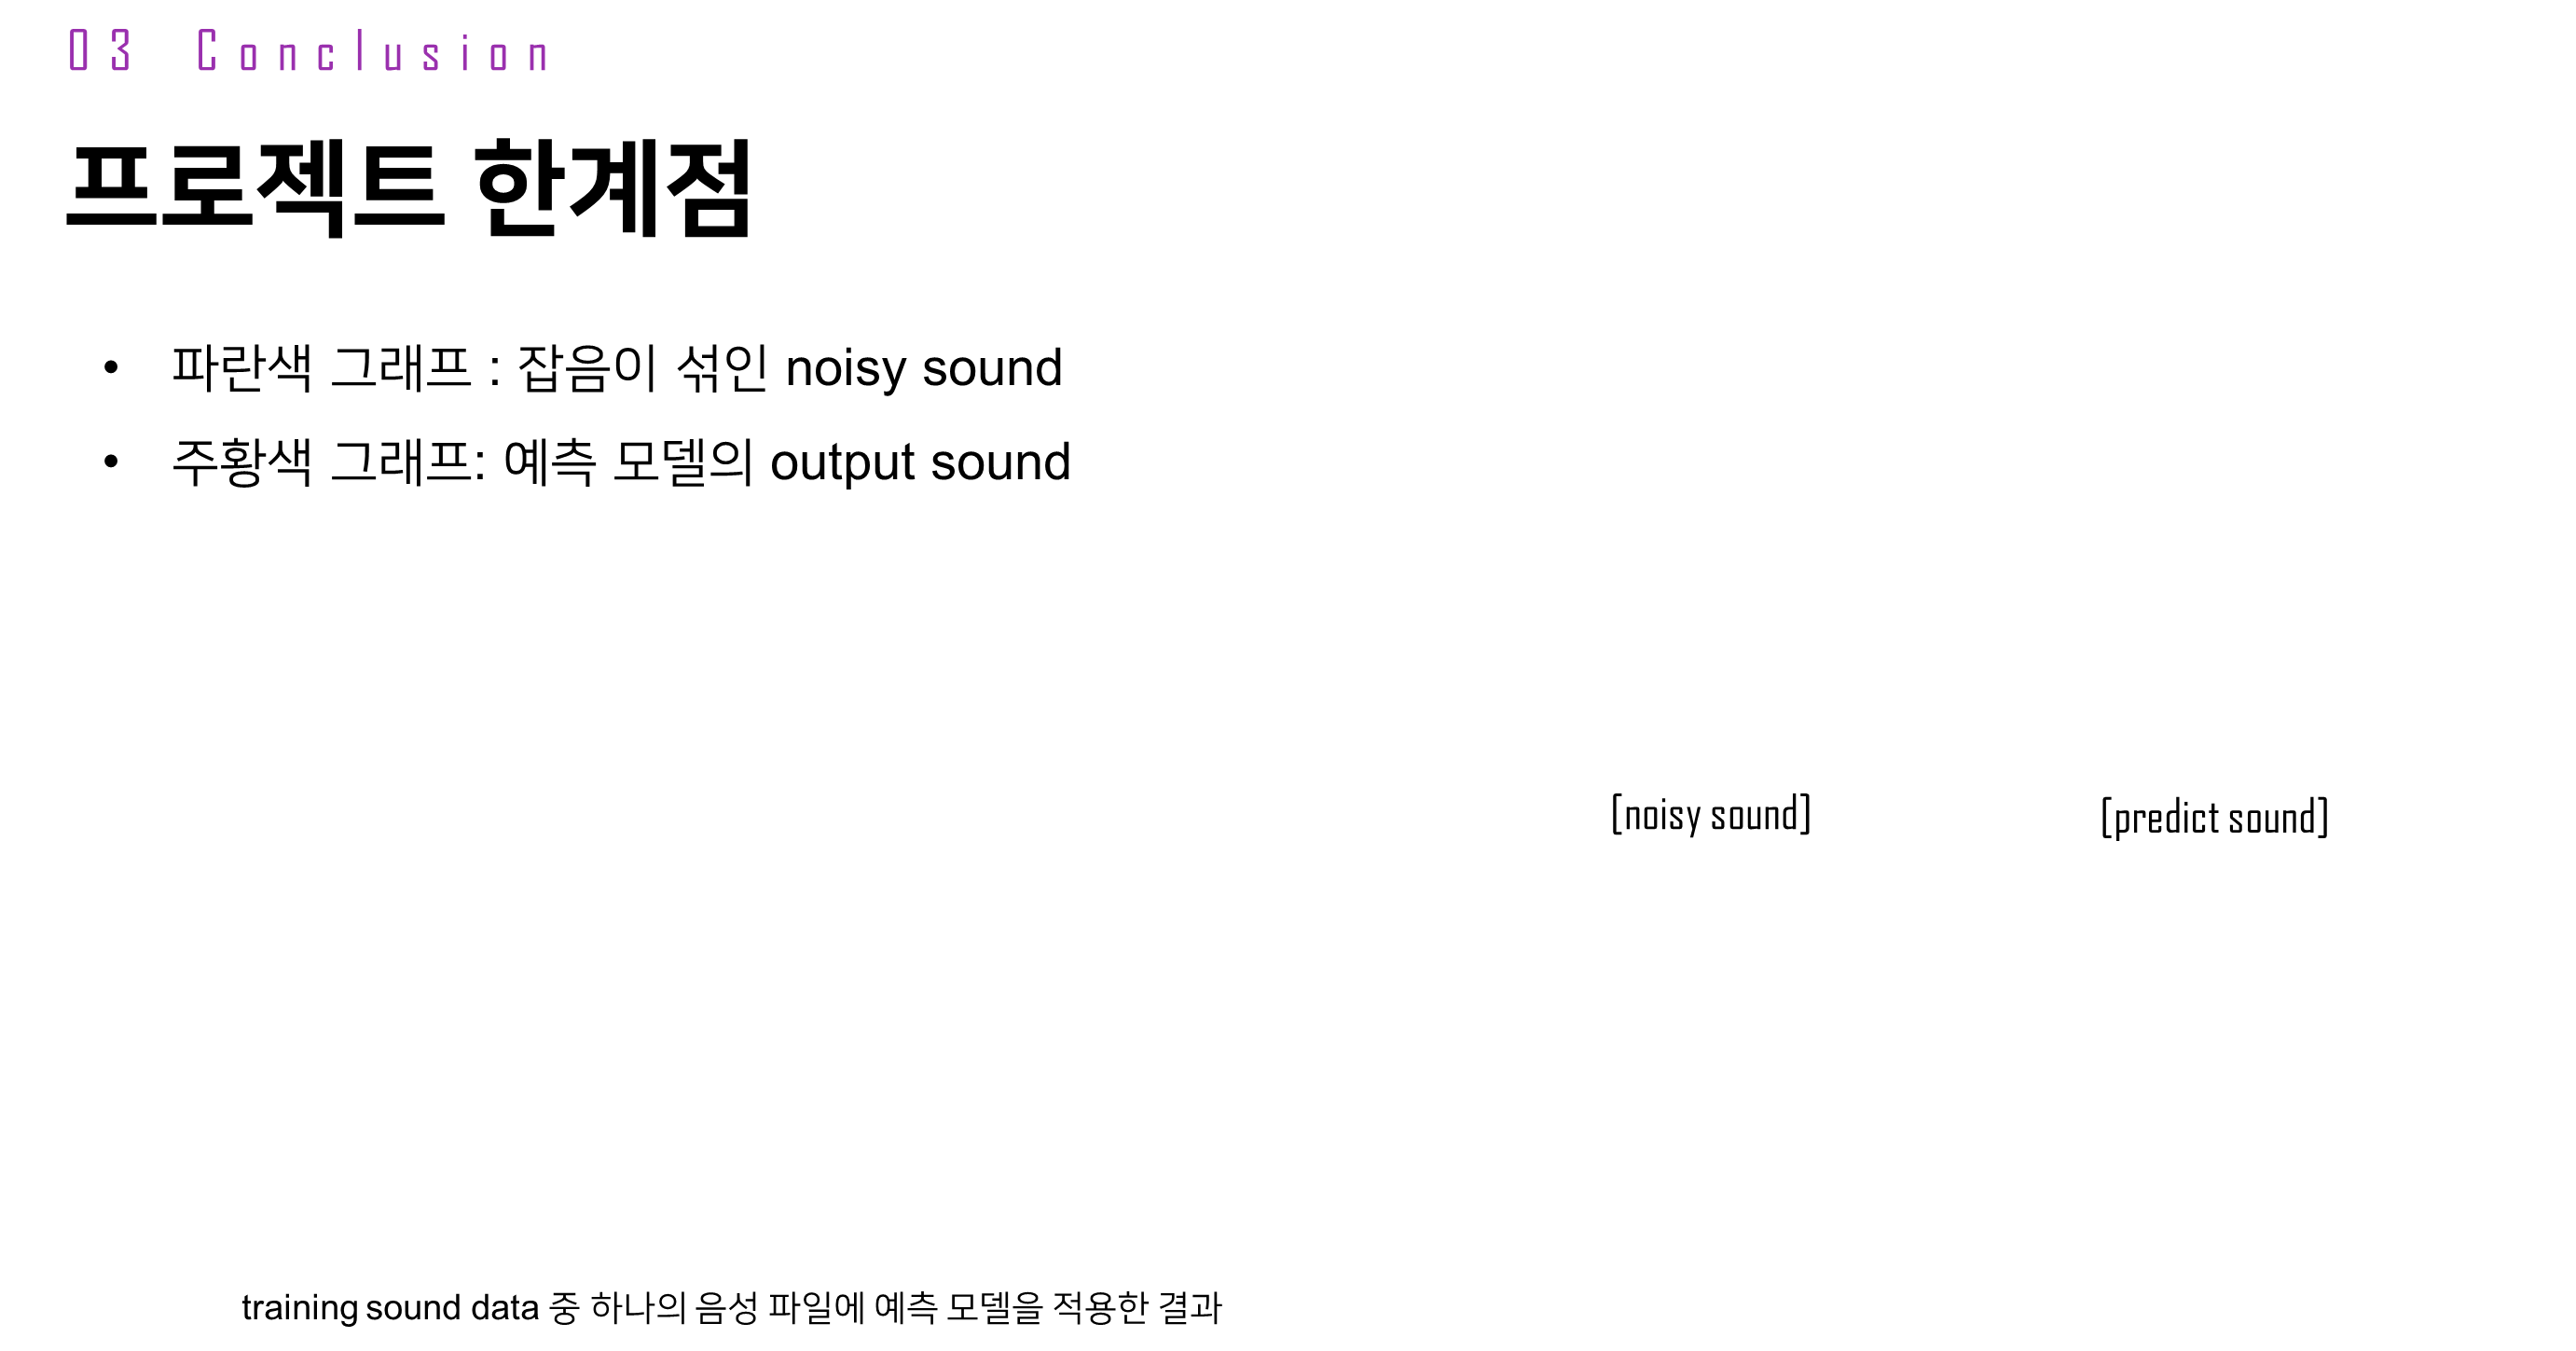 03 Conclusion
프로젝트 한계점
• 파란색 그래프 : 잡음이 섞인 noisy sound
• 주황색 그래프: 예측 모델의 output sound
[noisy sound]
[predict sound]
training sound data 중 하나의 음성 파일에 예측 모델을 적용한 결과